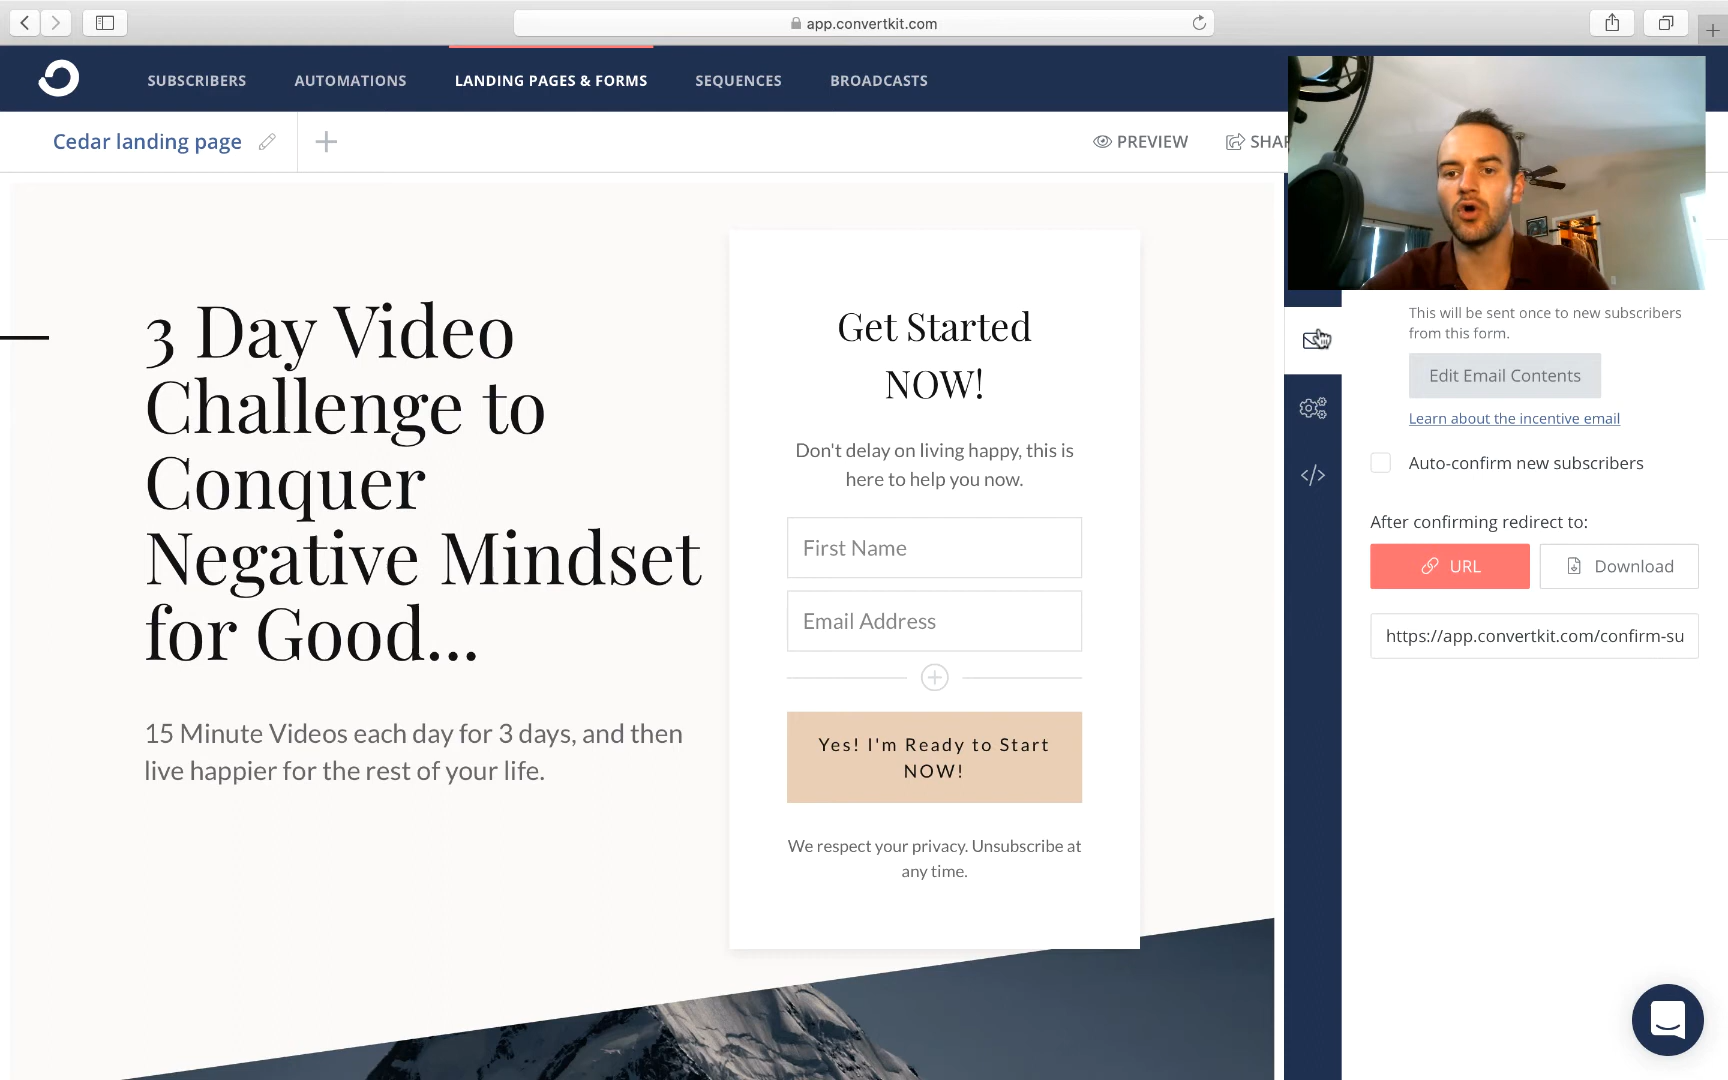 app.convertkit.com
SUBSCRIBERS
AUTOMATIONS
LANDING PAGES & FORMS
SEQUENCES
BROADCASTS
Cedar landing page
PREVIEW
SHAR
3 Day Video
Challenge to
Conquer
Negative Mindset
for Good...
15 Minute Videos each day for 3 days, and then
live happier for the rest of your life.
Get Started
NOW!
Don't delay on living happy, this is
here to help you now.
First Name
Email Address
Yes! I'm Ready to Start
NOW!
We respect your privacy. Unsubscribe at
any time.
This will be sent once to new subscribers
from this form.
Edit Email Contents
Learn about the incentive email
Auto-confirm new subscribers
After confirming redirect to:
URL
Download
https://app.convertkit.com/confirm-su